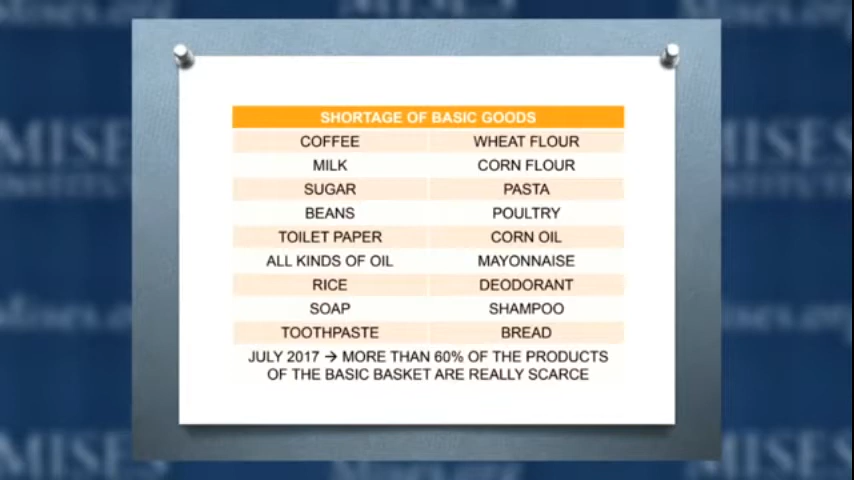 SHORTAGE OF BASIC GOODS
COFFEE WHEAT FLOUR
MILK CORN FLOUR
SUGAR PASTA
BEANS POULTRY
TOILET PAPER CORN OIL
ALL KINDS OF OIL MAYONNAISE
RICE DEODORANT
SOAP SHAMPOO
TOOTHPASTE BREAD
JULY 2017 → MORE THAN 60% OF THE PRODUCTS
OF THE BASIC BASKET ARE REALLY SCARCE